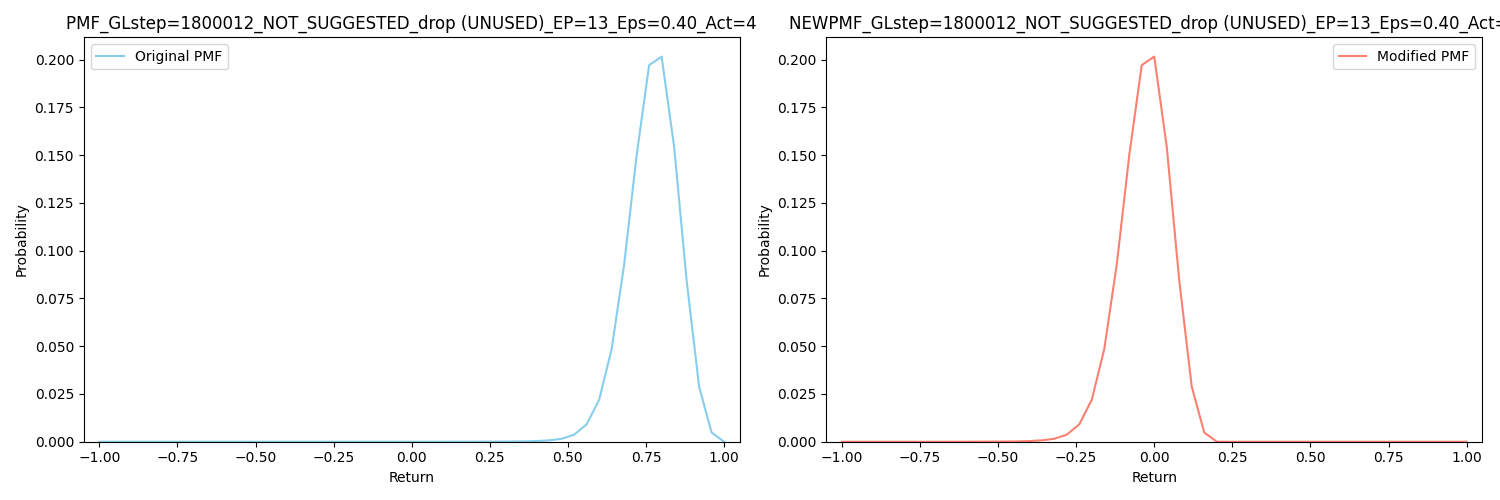 PMF_GLstep=1800012_NOT_SUGGESTED_drop (UNUSED)_EP=13_Eps=0.40_Act=4
Original PMF
0.200
0.175
0.150
0.125
0.100
0.075
0.050
0.025
0.000
Probability
−1.00 −0.75 −0.50 −0.25 0.00 0.25 0.50 0.75 1.00
Return
NEWPMF_GLstep=1800012_NOT_SUGGESTED_drop (UNUSED)_EP=13_Eps=0.40_Act=
Modified PMF
0.200
0.175
0.150
0.125
0.100
0.075
0.050
0.025
0.000
Probability
−1.00 −0.75 −0.50 −0.25 0.00 0.25 0.50 0.75 1.00
Return